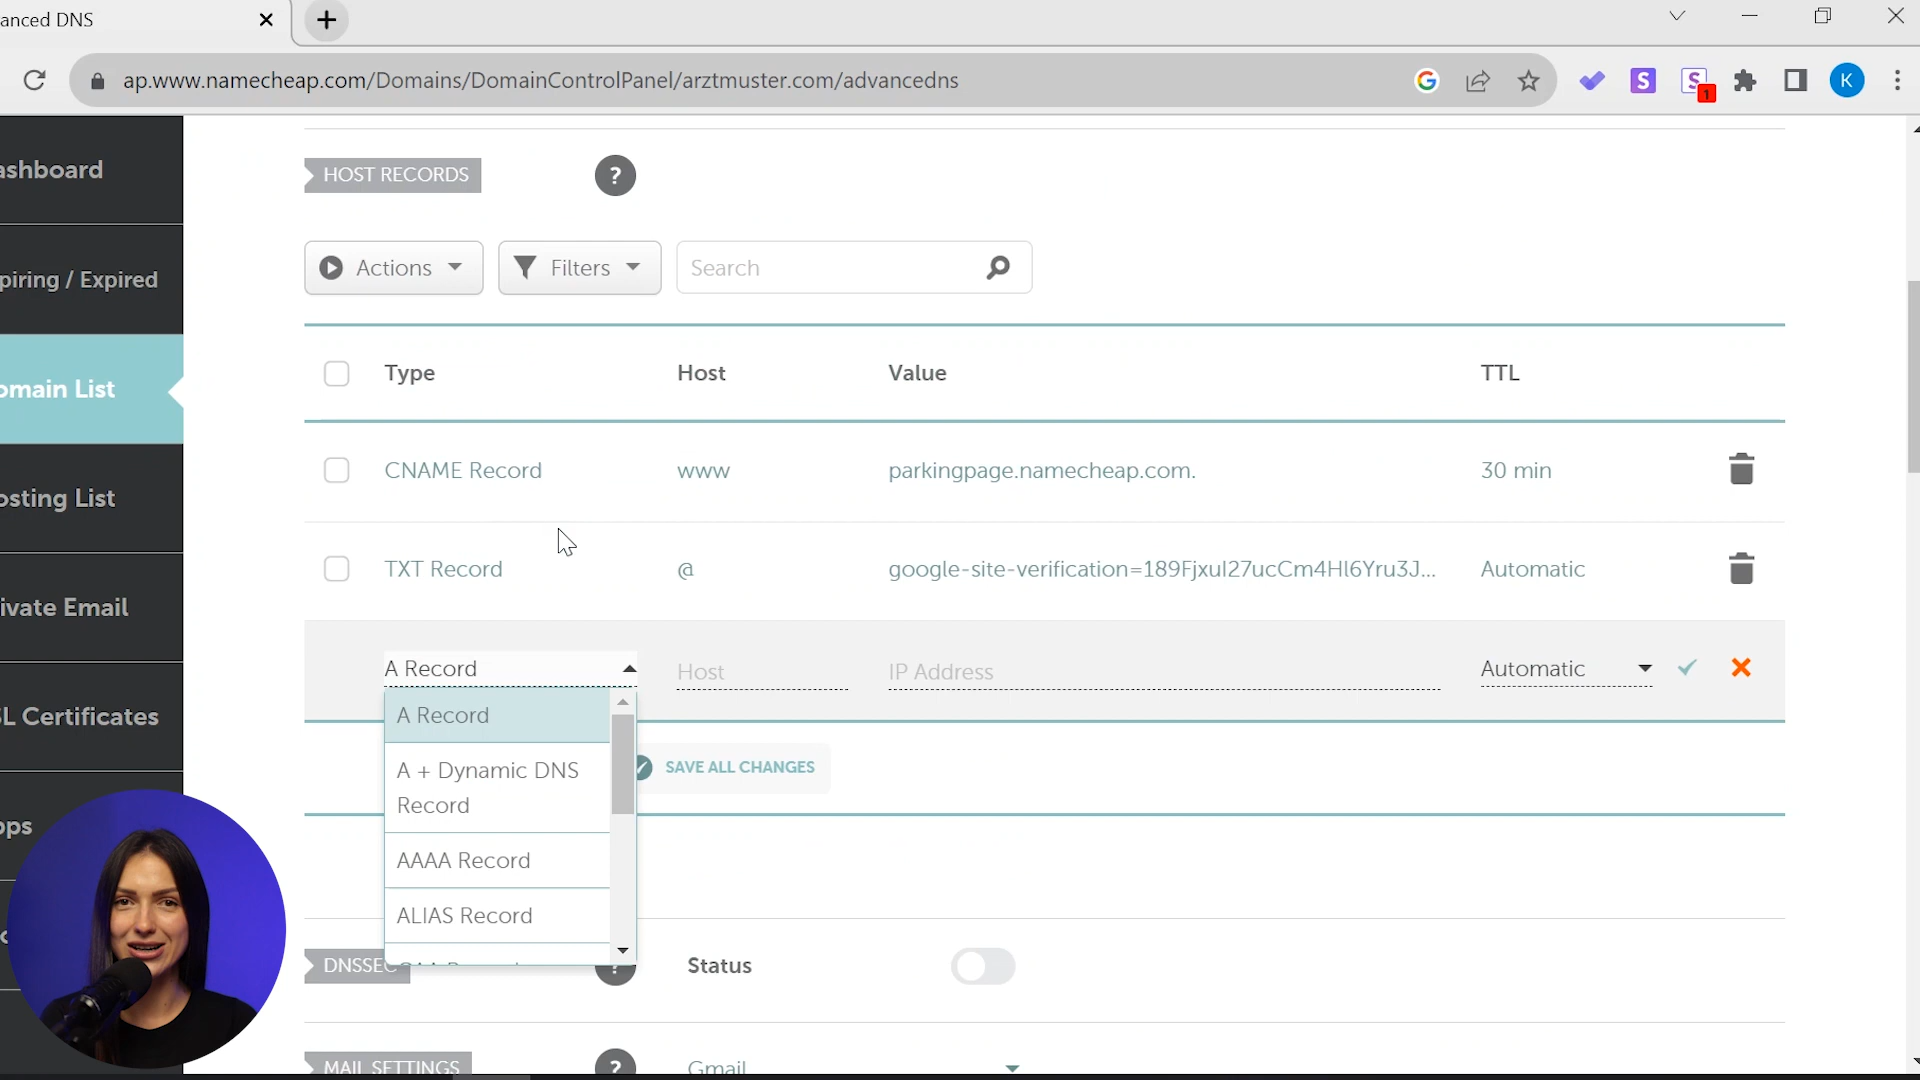 anced DNS
ap.www.namecheap.com/Domains/DomainControlPanel/arztmuster.com/advancedns
S
S
1
K
ashboard
HOST RECORDS
?
piring / Expired
Actions
Filters
Search
Type
Host
Value
TTL
omain List
CNAME Record
www
parkingpage.namecheap.com.
30 min
osting List
TXT Record
@
google-site-verification=189FjxuI27ucCm4Hl6Yru3J...
Automatic
ivate Email
A Record
Host
IP Address
Automatic
L Certificates
A Record
A + Dynamic DNS
Record
SAVE ALL CHANGES
AAAA Record
ALIAS Record
pps
DNSSEC
?
Status
MAIL SETTINGS
?
Gmail